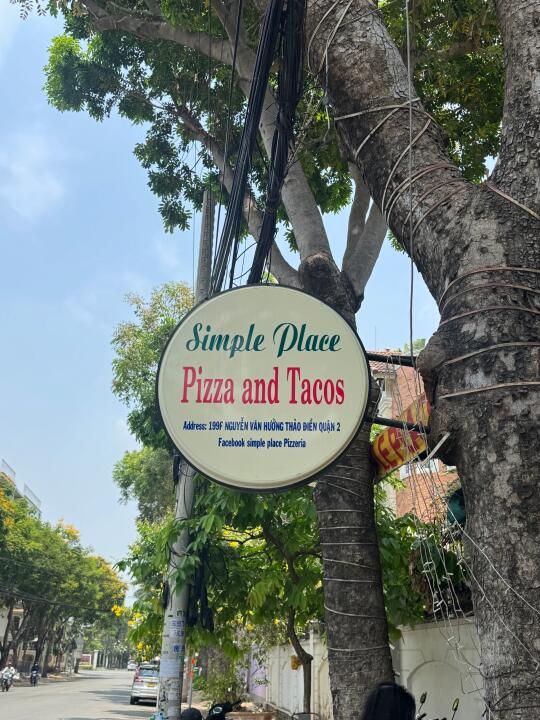 Simple Place
Pizza and Tacos
Address: 199F NGUYỄN VĂN HƯỞNG THẢO ĐIỀN QUẬN 2
Facebook simple place Pizzeria